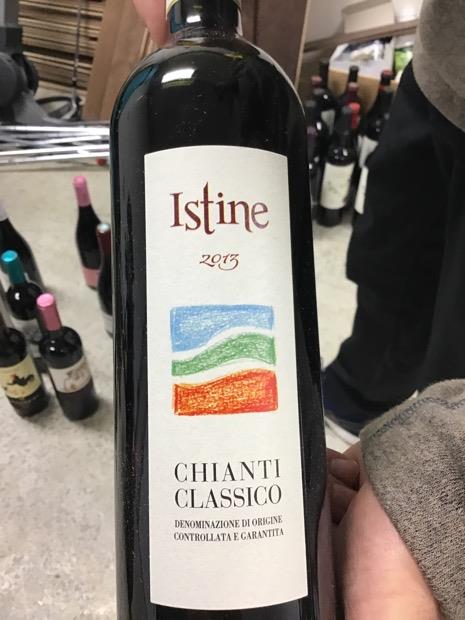 Istine
2013
CHIANTI
CLASSICO
DENOMINAZIONE DI ORIGINE
CONTROLLATA E GARANTITA